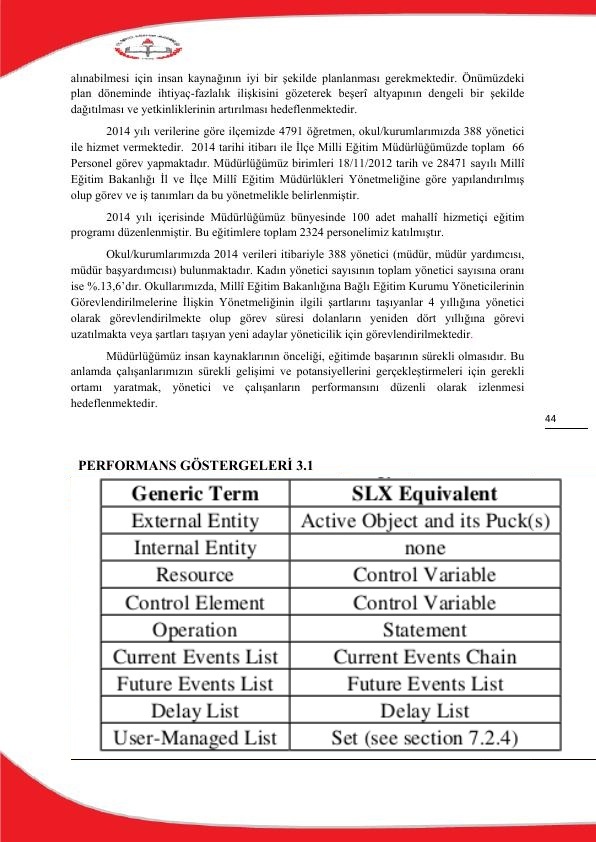 alınabilmesi için insan kaynağının iyi bir şekilde planlanması gerekmektedir. Önümüzdeki
plan döneminde ihtiyaç-fazlalık ilişkisini gözeterek beşerî altyapının dengeli bir şekilde
dağıtılması ve yetkinliklerinin artırılması hedeflenmektedir.
2014 yılı verilerine göre ilçemizde 4791 öğretmen, okul/kurumlarımızda 388 yönetici
ile hizmet vermektedir. 2014 tarihi itibarı ile İlçe Milli Eğitim Müdürlüğümüzde toplam 66
Personel görev yapmaktadır. Müdürlüğümüz birimleri 18/11/2012 tarih ve 28471 sayılı Millî
Eğitim Bakanlığı İl ve İlçe Millî Eğitim Müdürlükleri Yönetmeliğine göre yapılandırılmış
olup görev ve iş tanımları da bu yönetmelikle belirlenmiştir.
2014 yılı içerisinde Müdürlüğümüz bünyesinde 100 adet mahallî hizmetiçi eğitim
programı düzenlenmiştir. Bu eğitimlere toplam 2324 personelimiz katılmıştır.
Okul/kurumlarımızda 2014 verileri itibariyle 388 yönetici (müdür, müdür yardımcısı,
müdür başyardımcısı) bulunmaktadır. Kadın yönetici sayısının toplam yönetici sayısına oranı
ise %.13,6’dır. Okullarımızda, Millî Eğitim Bakanlığına Bağlı Eğitim Kurumu Yöneticilerinin
Görevlendirilmelerine İlişkin Yönetmeliğinin ilgili şartlarını taşıyanlar 4 yıllığına yönetici
olarak görevlendirilmekte olup görev süresi dolanların yeniden dört yıllığına görevi
uzatılmakta veya şartları taşıyan yeni adaylar yöneticilik için görevlendirilmektedir.
Müdürlüğümüz insan kaynaklarının önceliği, eğitimde başarının sürekli olmasıdır. Bu
anlamda çalışanlarımızın sürekli gelişimi ve potansiyellerini gerçekleştirmeleri için gerekli
ortamı yaratmak, yönetici ve çalışanların performansını düzenli olarak izlenmesi
hedeflenmektedir.
44
PERFORMANS GÖSTERGELERİ 3.1
Generic Term SLX Equivalent
External Entity Active Object and its Puck(s)
Internal Entity none
Resource Control Variable
Control Element Control Variable
Operation Statement
Current Events List Current Events Chain
Future Events List Future Events List
Delay List Delay List
User-Managed List Set (see section 7.2.4)